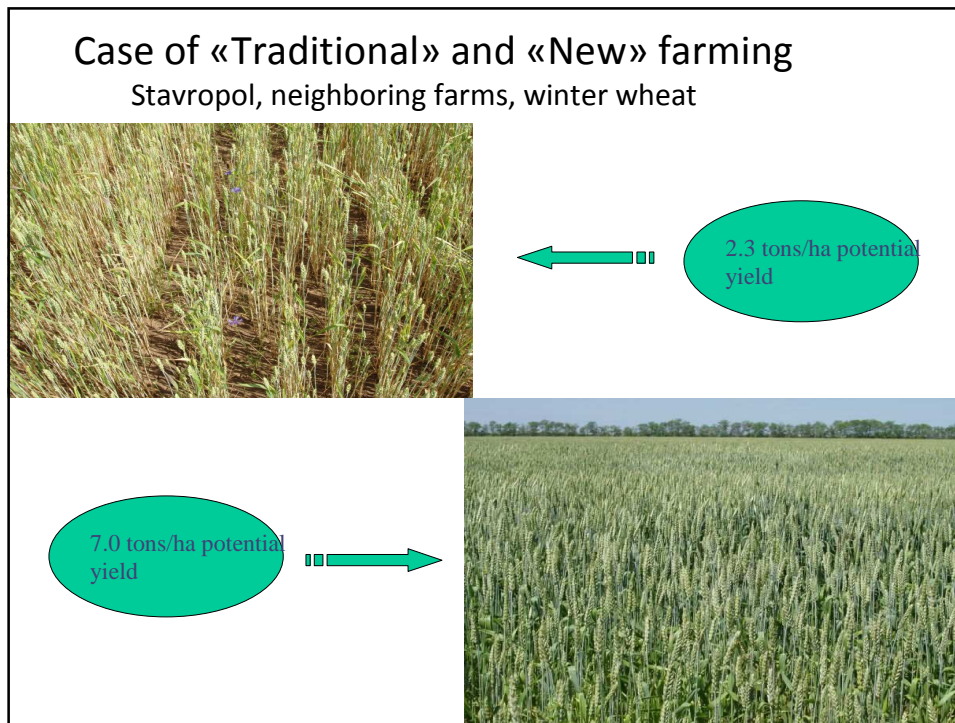 Case of «Traditional» and «New» farming
Stavropol, neighboring farms, winter wheat
2.3 tons/ha potential
yield
7.0 tons/ha potential
yield